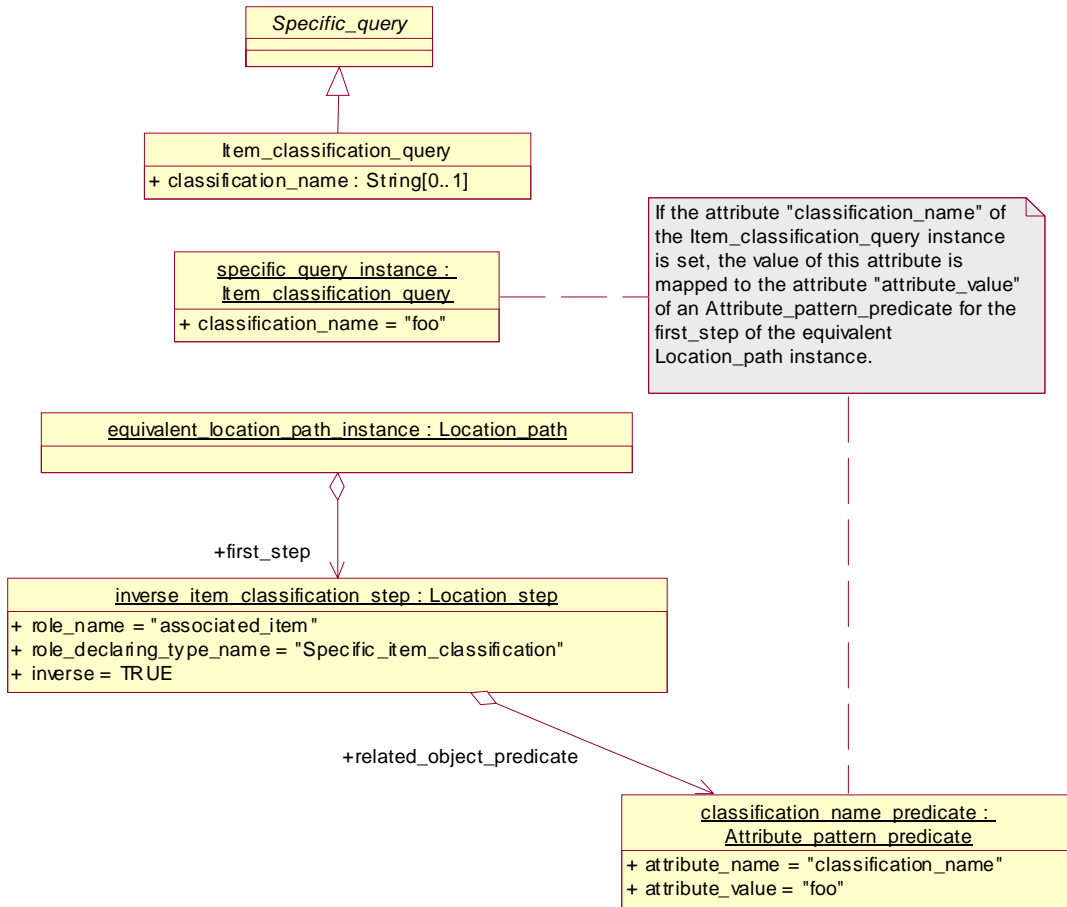 Specific_query
Item_classification_query
+ classification_name : String[0..1]
If the attribute "classification_name" of
the Item_classification_query instance
is set, the value of this attribute is
mapped to the attribute "attribute_value"
of an Attribute_pattern_predicate for the
first_step of the equivalent
Location_path instance.
specific_query_instance :
Item_classification_query
+ classification_name = "foo"
equivalent_location_path_instance : Location_path
+first_step
inverse_item_classification_step : Location_step
+ role_name = "associated_item"
+ role_declaring_type_name = "Specific_item_classification"
+ inverse = TRUE
+related_object_predicate
classification_name_predicate :
Attribute_pattern_predicate
+ attribute_name = "classification_name"
+ attribute_value = "foo"